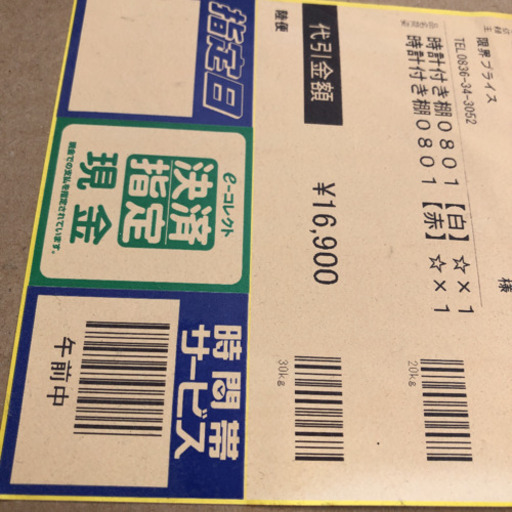 限界プライス
TEL0836-34-3052
時計付き棚0801【白】☆×1
時計付き棚0801【赤】☆×1
様
20kg
陸便
代引金額
¥16,900
30kg
指定日
e-コレクト
決済
指定
現金
時間帯
サービス
午前中